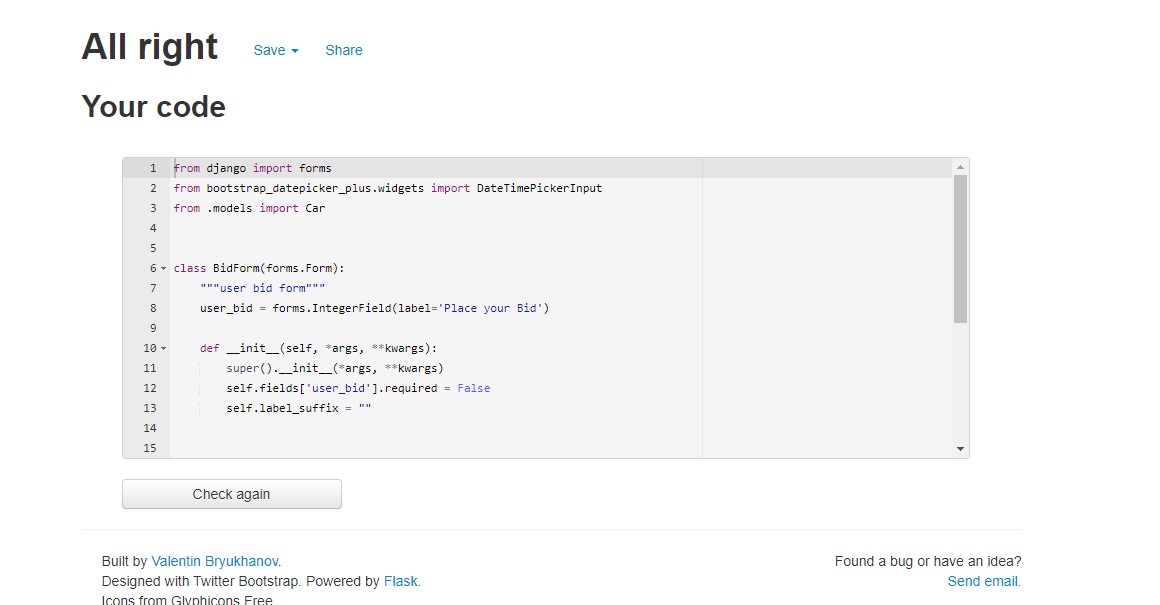 All right Save Share
Your code
1 from django import forms
2 from bootstrap_datepicker_plus.widgets import DateTimePickerInput
3 from .models import Car
4
5
6 class BidForm(forms.Form):
7     """user bid form"""
8     user_bid = forms.IntegerField(label='Place your Bid')
9
10     def __init__(self, *args, **kwargs):
11         super().__init__(*args, **kwargs)
12         self.fields['user_bid'].required = False
13         self.label_suffix = ""
14
15
Check again
Built by Valentin Bryukhanov. Found a bug or have an idea?
Designed with Twitter Bootstrap. Powered by Flask. Send email.
Icons from Glyphicons Free